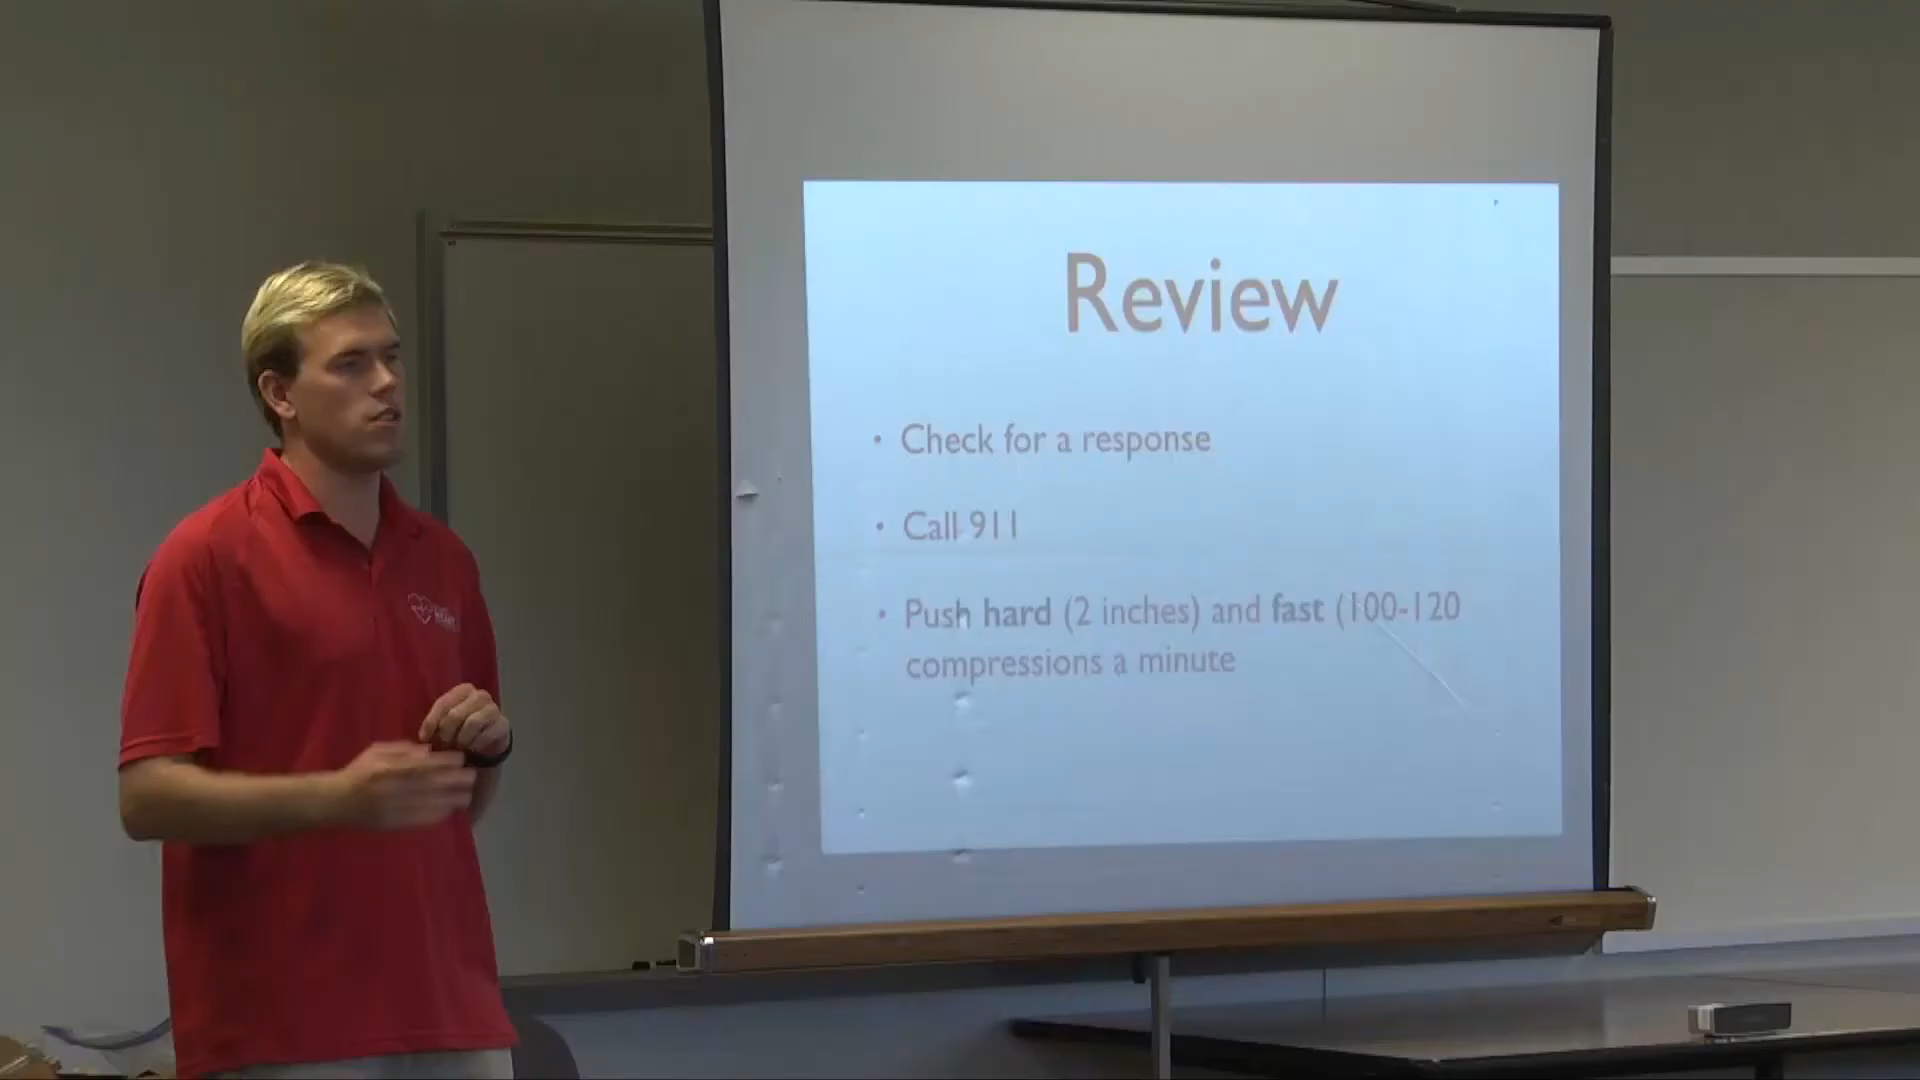 Review
• Check for a response
• Call 911
• Push hard (2 inches) and fast (100-120
compressions a minute